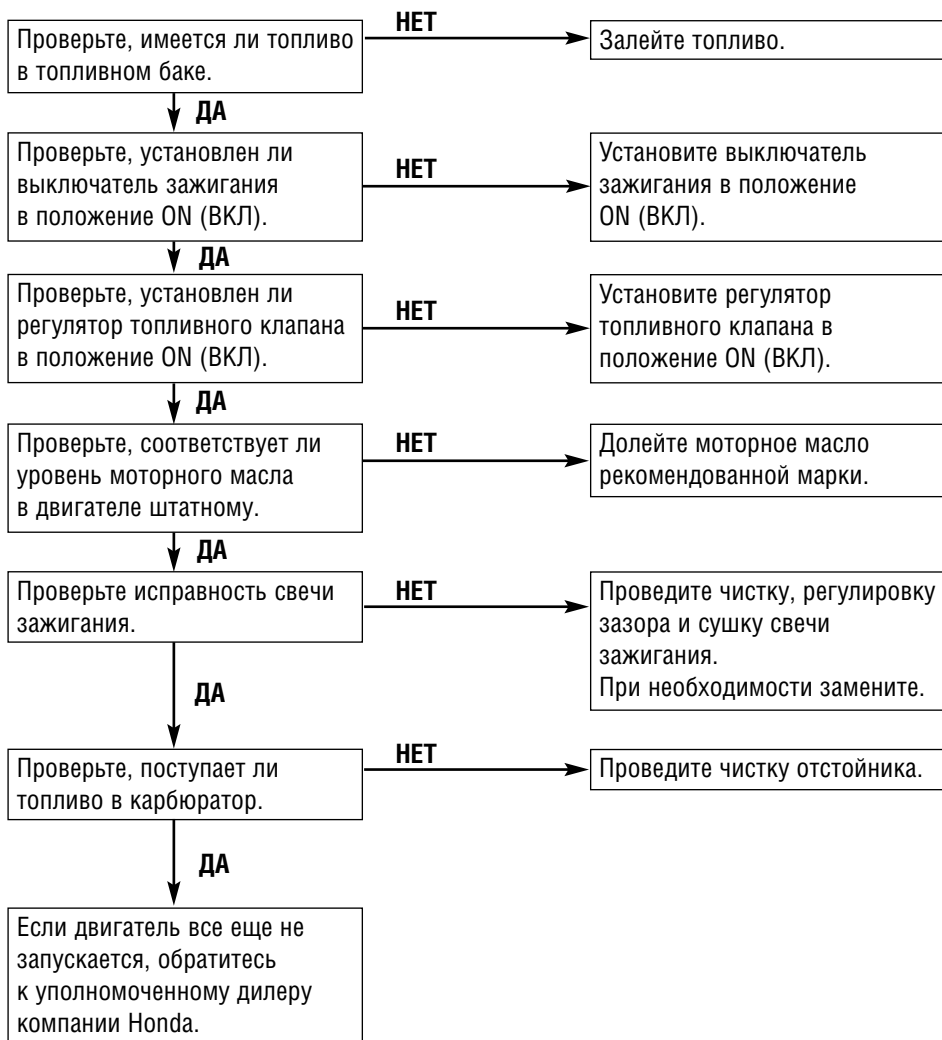 Проверьте, имеется ли топливо
в топливном баке.
НЕТ
Залейте топливо.
ДА
Проверьте, установлен ли
выключатель зажигания
в положение ON (ВКЛ).
НЕТ
Установите выключатель
зажигания в положение
ON (ВКЛ).
ДА
Проверьте, установлен ли
регулятор топливного клапана
в положение ON (ВКЛ).
НЕТ
Установите регулятор
топливного клапана в
положение ON (ВКЛ).
ДА
Проверьте, соответствует ли
уровень моторного масла
в двигателе штатному.
НЕТ
Долейте моторное масло
рекомендованной марки.
ДА
Проверьте исправность свечи
зажигания.
НЕТ
Проведите чистку, регулировку
зазора и сушку свечи
зажигания.
При необходимости замените.
ДА
Проверьте, поступает ли
топливо в карбюратор.
НЕТ
Проведите чистку отстойника.
ДА
Если двигатель все еще не
запускается, обратитесь
к уполномоченному дилеру
компании Honda.